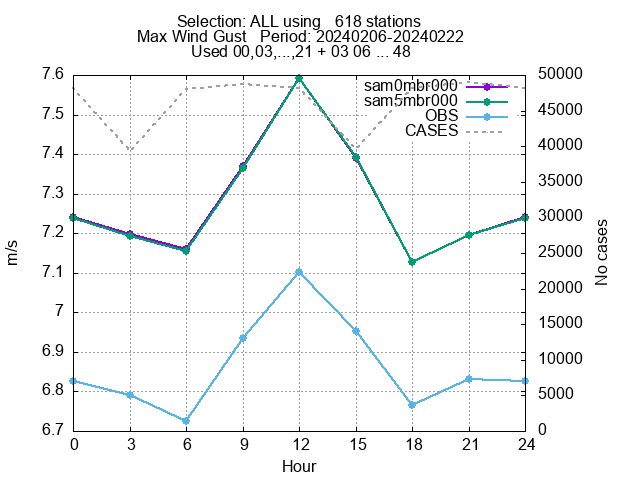 Selection: ALL using   618 stations
Max Wind Gust   Period: 20240206-20240222
Used 00,03,...,21 + 03 06 ... 48
sam0mbr000
sam5mbr000
OBS
CASES
m/s
7.6
7.5
7.4
7.3
7.2
7.1
7
6.9
6.8
6.7
50000
45000
40000
35000
30000
25000
20000
15000
10000
5000
0
No cases
0 3 6 9 12 15 18 21 24
Hour